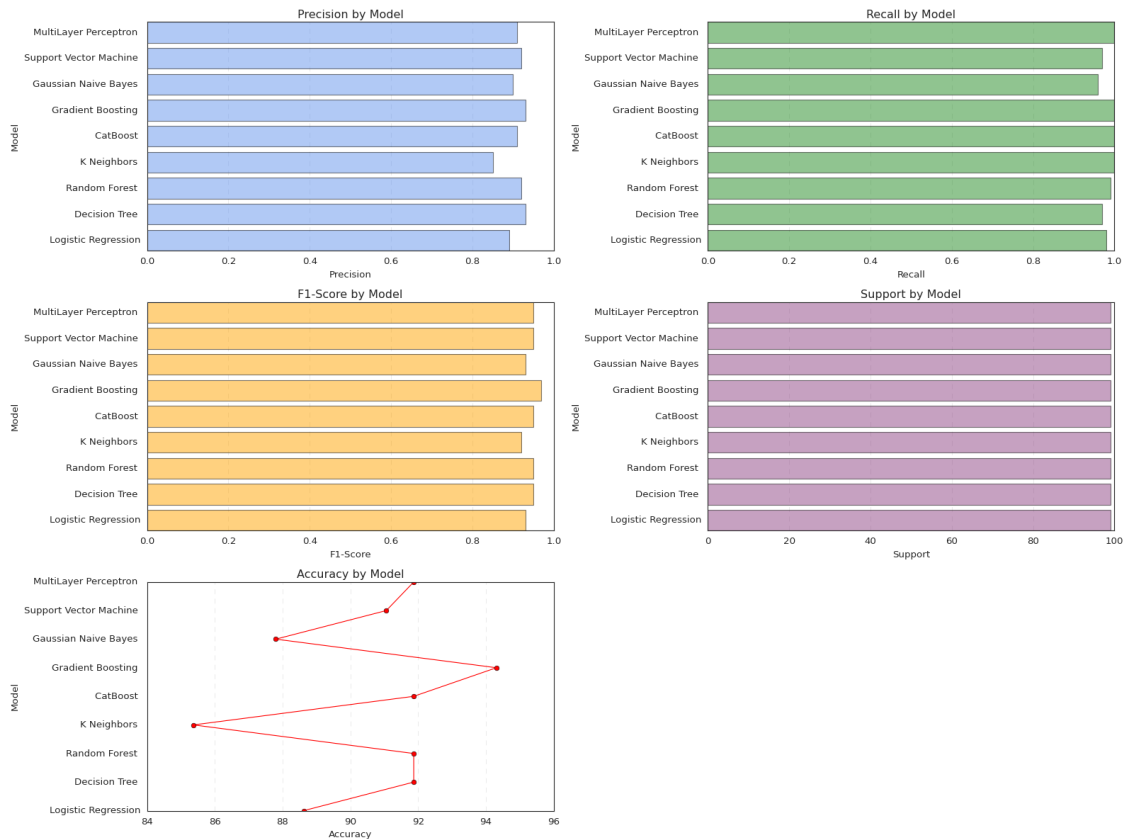 Precision by Model
Model
MultiLayer Perceptron
Support Vector Machine
Gaussian Naive Bayes
Gradient Boosting
CatBoost
K Neighbors
Random Forest
Decision Tree
Logistic Regression
0.0 0.2 0.4 0.6 0.8 1.0
Precision
Recall by Model
Model
MultiLayer Perceptron
Support Vector Machine
Gaussian Naive Bayes
Gradient Boosting
CatBoost
K Neighbors
Random Forest
Decision Tree
Logistic Regression
0.0 0.2 0.4 0.6 0.8 1.0
Recall
F1-Score by Model
Model
MultiLayer Perceptron
Support Vector Machine
Gaussian Naive Bayes
Gradient Boosting
CatBoost
K Neighbors
Random Forest
Decision Tree
Logistic Regression
0.0 0.2 0.4 0.6 0.8 1.0
F1-Score
Support by Model
Model
MultiLayer Perceptron
Support Vector Machine
Gaussian Naive Bayes
Gradient Boosting
CatBoost
K Neighbors
Random Forest
Decision Tree
Logistic Regression
0 20 40 60 80 100
Support
Accuracy by Model
Model
MultiLayer Perceptron
Support Vector Machine
Gaussian Naive Bayes
Gradient Boosting
CatBoost
K Neighbors
Random Forest
Decision Tree
Logistic Regression
84 86 88 90 92 94 96
Accuracy